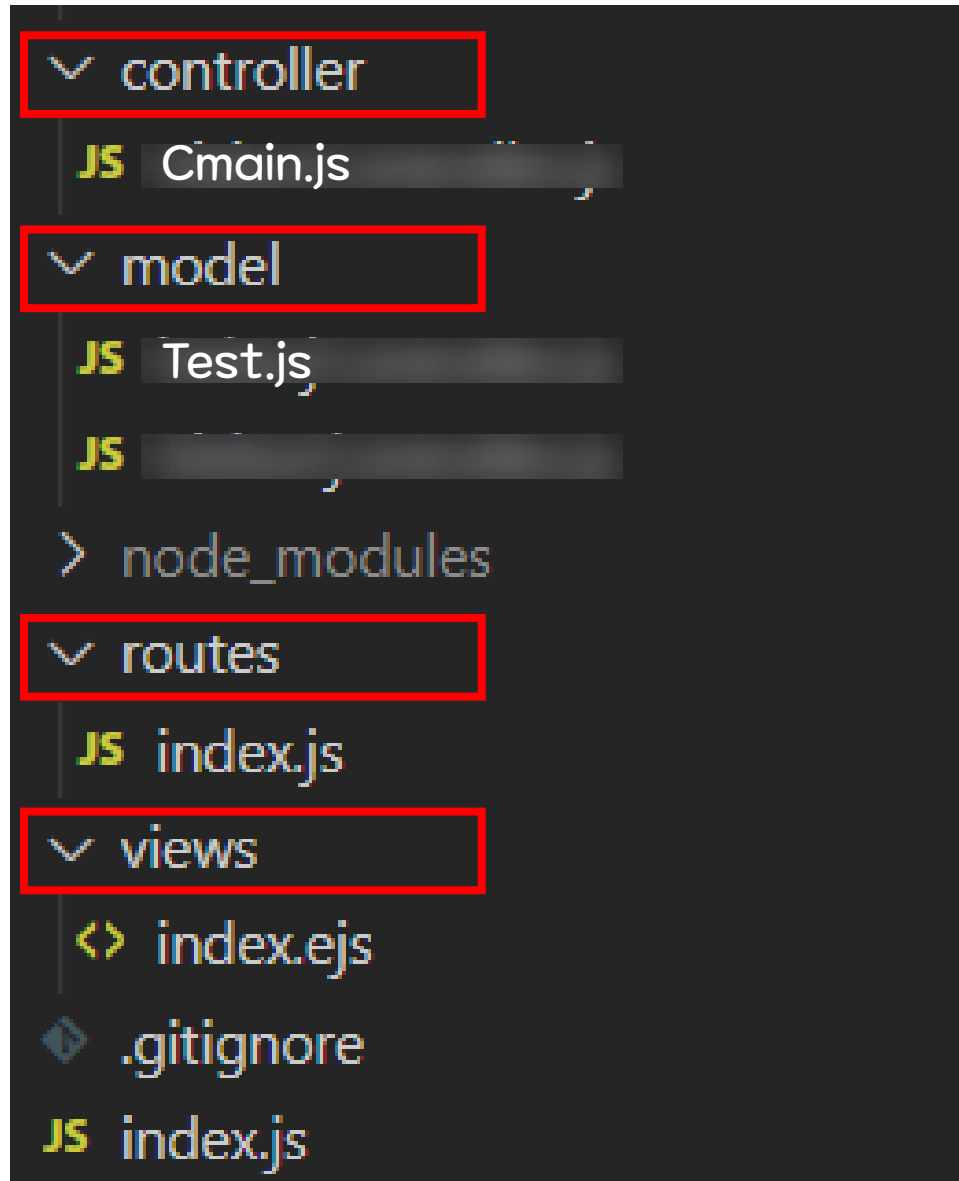 controller
JS Cmain.js
model
JS Test.js
JS
node_modules
routes
JS index.js
views
<> index.ejs
.gitignore
JS index.js